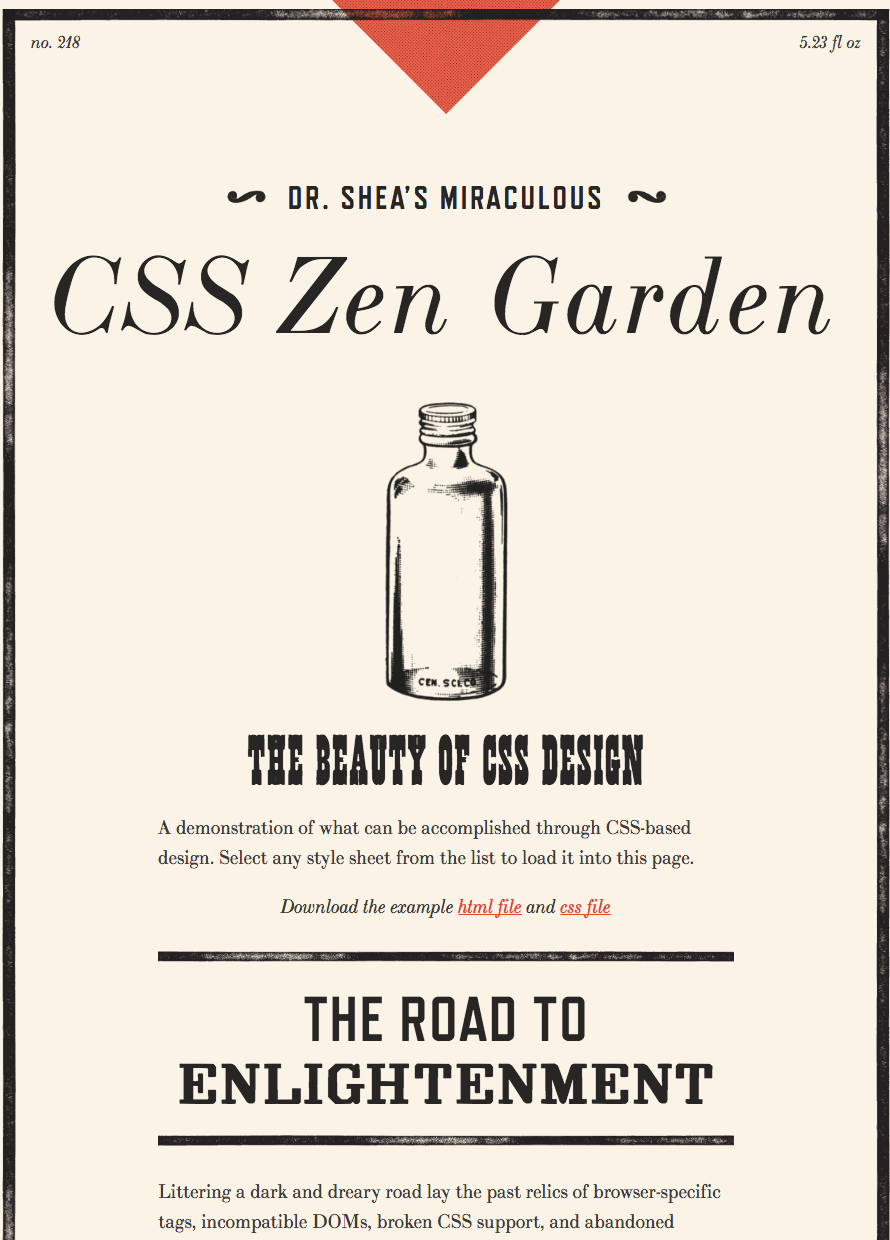 no. 218
5.23 fl oz
DR. SHEA'S MIRACULOUS
CSS Zen Garden
THE BEAUTY OF CSS DESIGN
A demonstration of what can be accomplished through CSS-based
design. Select any style sheet from the list to load it into this page.
Download the example html file and css file
THE ROAD TO
ENLIGHTENMENT
Littering a dark and dreary road lay the past relics of browser-specific
tags, incompatible DOMs, broken CSS support, and abandoned